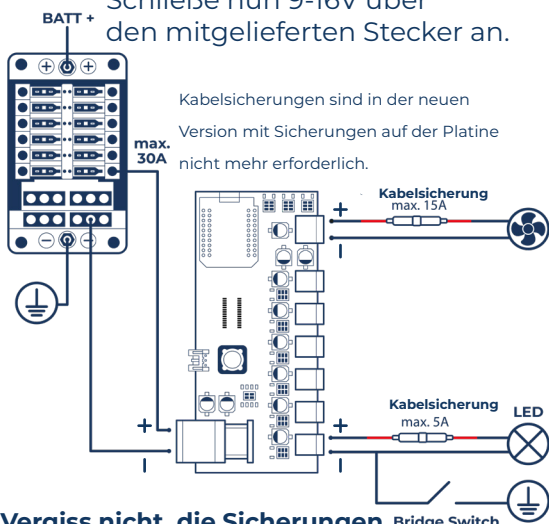 Schließe nun 9-16V über
den mitgelieferten Stecker an.
BATT +
Kabelsicherungen sind in der neuen
Version mit Sicherungen auf der Platine
nicht mehr erforderlich.
max.
30A
Kabelsicherung
max. 15A
Kabelsicherung
max. 5A
LED
Vergiss nicht, die Sicherungen
Bridge Switch